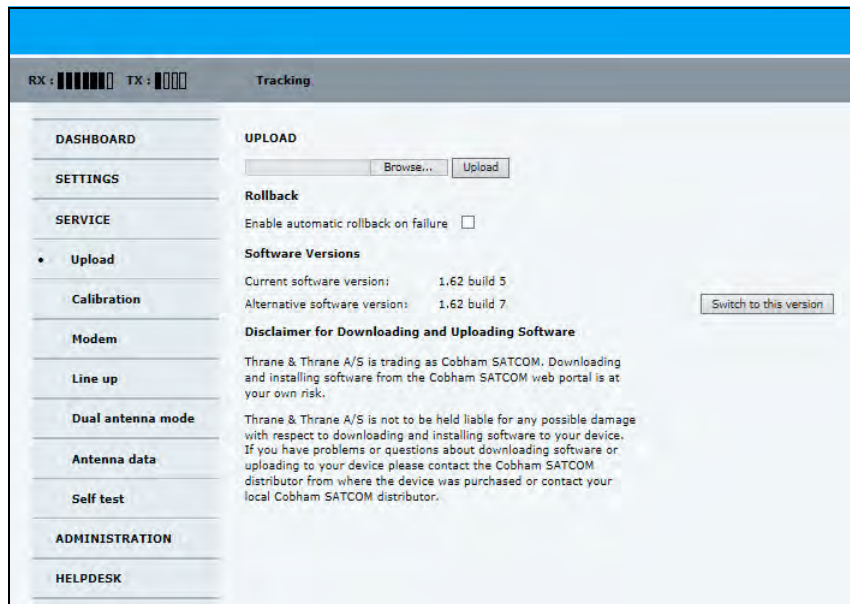 RX : TX : Tracking
DASHBOARD
SETTINGS
SERVICE
Upload
Calibration
Modem
Line up
Dual antenna mode
Antenna data
Self test
ADMINISTRATION
HELPDESK
UPLOAD
Browse... Upload
Rollback
Enable automatic rollback on failure
Software Versions
Current software version: 1.62 build 5
Alternative software version: 1.62 build 7 Switch to this version
Disclaimer for Downloading and Uploading Software
Thrane & Thrane A/S is trading as Cobham SATCOM. Downloading
and installing software from the Cobham SATCOM web portal is at
your own risk.
Thrane & Thrane A/S is not to be held liable for any possible damage
with respect to downloading and installing software to your device.
If you have problems or questions about downloading software or
uploading to your device please contact the Cobham SATCOM
distributor from where the device was purchased or contact your
local Cobham SATCOM distributor.